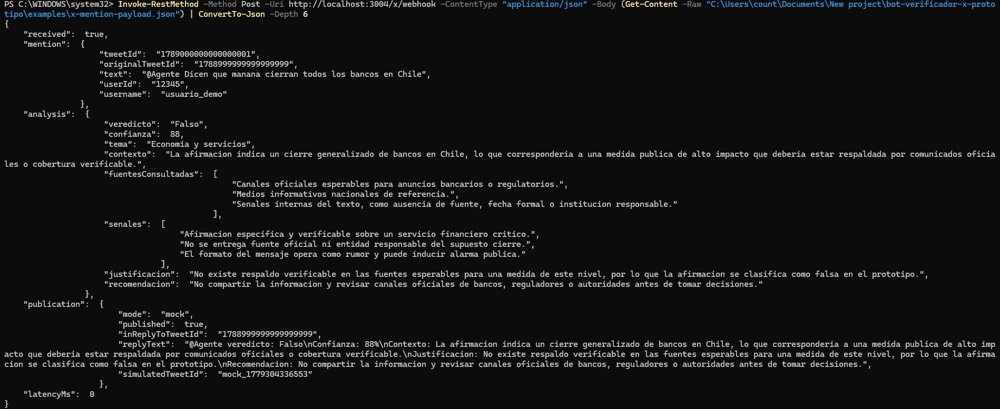 PS C:\WINDOWS\system32> Invoke-RestMethod -Method Post -Uri http://localhost:3004/x/webhook -ContentType "application/json" -Body (Get-Content -Raw "C:\Users\count\Documents\New project\bot-verificador-x-proto
tipo\examples\x-mention-payload.json") | ConvertTo-Json -Depth 6
{
    "received":  true,
    "mention":  {
                    "tweetId":  "1789000000000000001",
                    "originalTweetId":  "1788999999999999999",
                    "text":  "@Agente Dicen que manana cierran todos los bancos en Chile",
                    "userId":  "12345",
                    "username":  "usuario_demo"
                },
    "analysis":  {
                     "veredicto":  "Falso",
                     "confianza":  88,
                     "tema":  "Economia y servicios",
                     "contexto":  "La afirmacion indica un cierre generalizado de bancos en Chile, lo que corresponderia a una medida publica de alto impacto que deberia estar respaldada por comunicados oficia
les o cobertura verificable.",
                     "fuentesConsultadas":  [
                                                "Canales oficiales esperables para anuncios bancarios o regulatorios.",
                                                "Medios informativos nacionales de referencia.",
                                                "Senales internas del texto, como ausencia de fuente, fecha formal o institucion responsable."
                                            ],
                     "senales":  [
                                     "Afirmacion especifica y verificable sobre un servicio financiero critico.",
                                     "No se entrega fuente oficial ni entidad responsable del supuesto cierre.",
                                     "El formato del mensaje opera como rumor y puede inducir alarma publica."
                                 ],
                     "justificacion":  "No existe respaldo verificable en las fuentes esperables para una medida de este nivel, por lo que la afirmacion se clasifica como falsa en el prototipo.",
                     "recomendacion":  "No compartir la informacion y revisar canales oficiales de bancos, reguladores o autoridades antes de tomar decisiones."
                 },
    "publication":  {
                        "mode":  "mock",
                        "published":  true,
                        "inReplyToTweetId":  "1788999999999999999",
                        "replyText":  "@Agente veredicto: Falso\nConfianza: 88%\nContexto: La afirmacion indica un cierre generalizado de bancos en Chile, lo que corresponderia a una medida publica de alto imp
acto que deberia estar respaldada por comunicados oficiales o cobertura verificable.\nJustificacion: No existe respaldo verificable en las fuentes esperables para una medida de este nivel, por lo que la afirma
cion se clasifica como falsa en el prototipo.\nRecomendacion: No compartir la informacion y revisar canales oficiales de bancos, reguladores o autoridades antes de tomar decisiones.",
                        "simulatedTweetId":  "mock_1779304336553"
                    },
    "latencyMs":  0
}